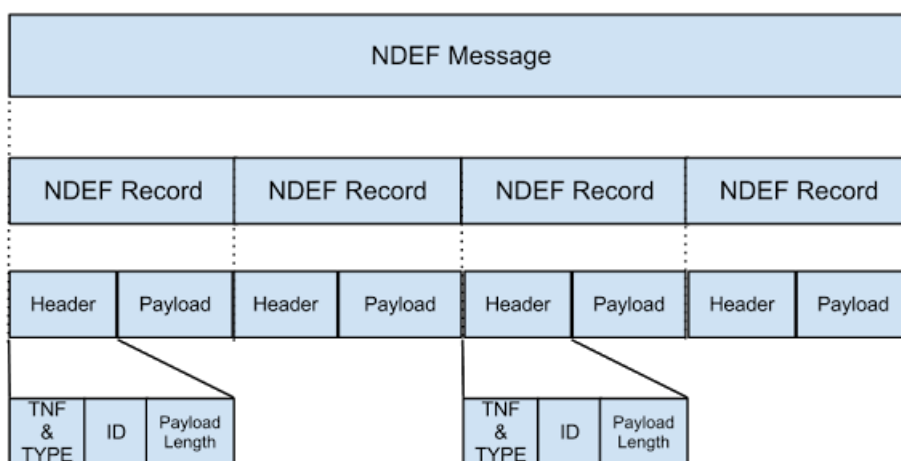 NDEF Message
NDEF Record NDEF Record NDEF Record NDEF Record
Header Payload Header Payload Header Payload Header Payload
TNF
&
TYPE
ID
Payload
Length
TNF
&
TYPE
ID
Payload
Length